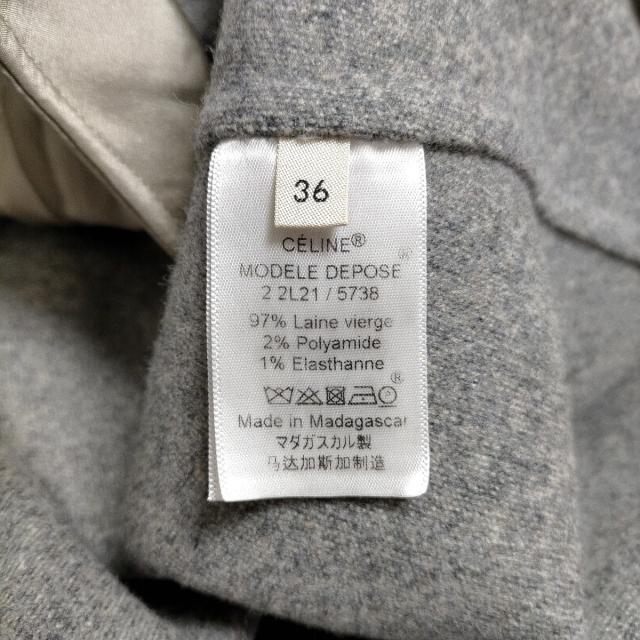 36
CÉLINE®
MODELE DEPOSE®
2 2L21 / 5738
97% Laine vierge
2% Polyamide
1% Elasthanne
®
Made in Madagascar
マダガスカル製
马达加斯加制造